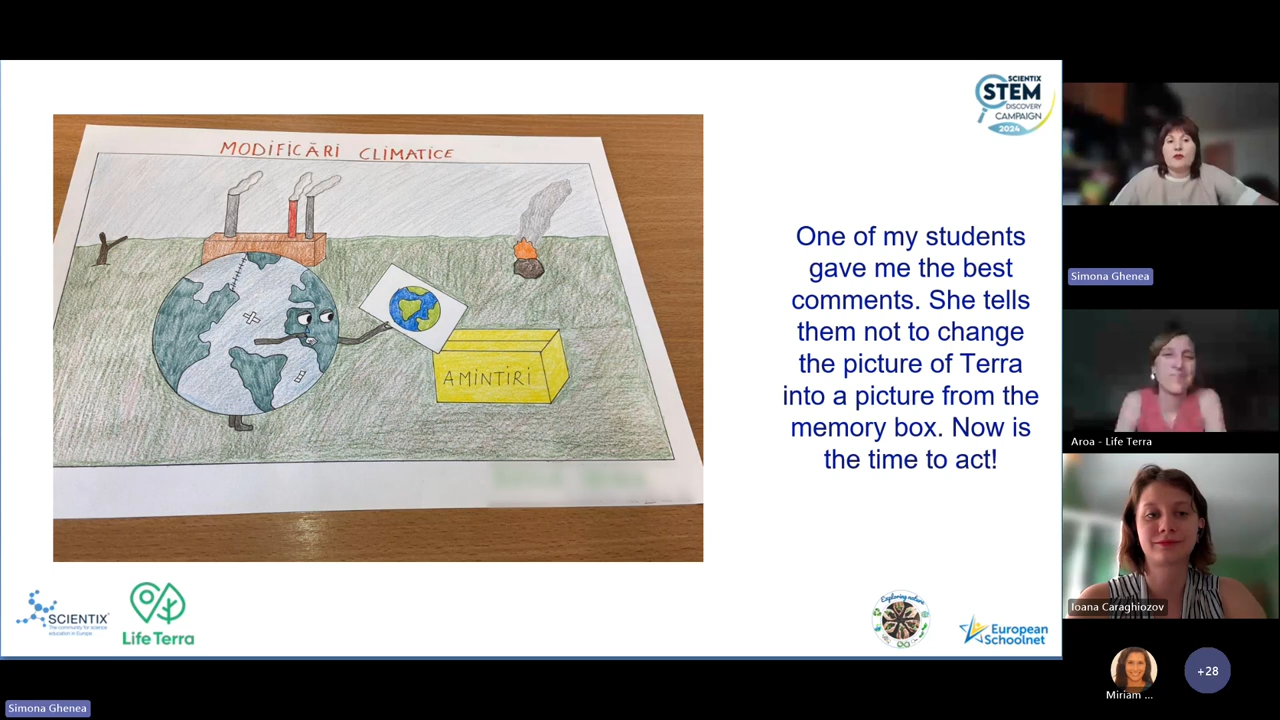 SCIENTIX
STEM
DISCOVERY
CAMPAIGN
2024
MODIFICĂRI CLIMATICE
AMINTIRI
One of my students
gave me the best
comments. She tells
them not to change
the picture of Terra
into a picture from the
memory box. Now is
the time to act!
SCIENTIX
The community for science
education in Europe
Life Terra
Exploring nature
European
Schoolnet
Simona Ghenea
Aroa - Life Terra
Ioana Caraghiozov
Miriam ...
+28
Simona Ghenea